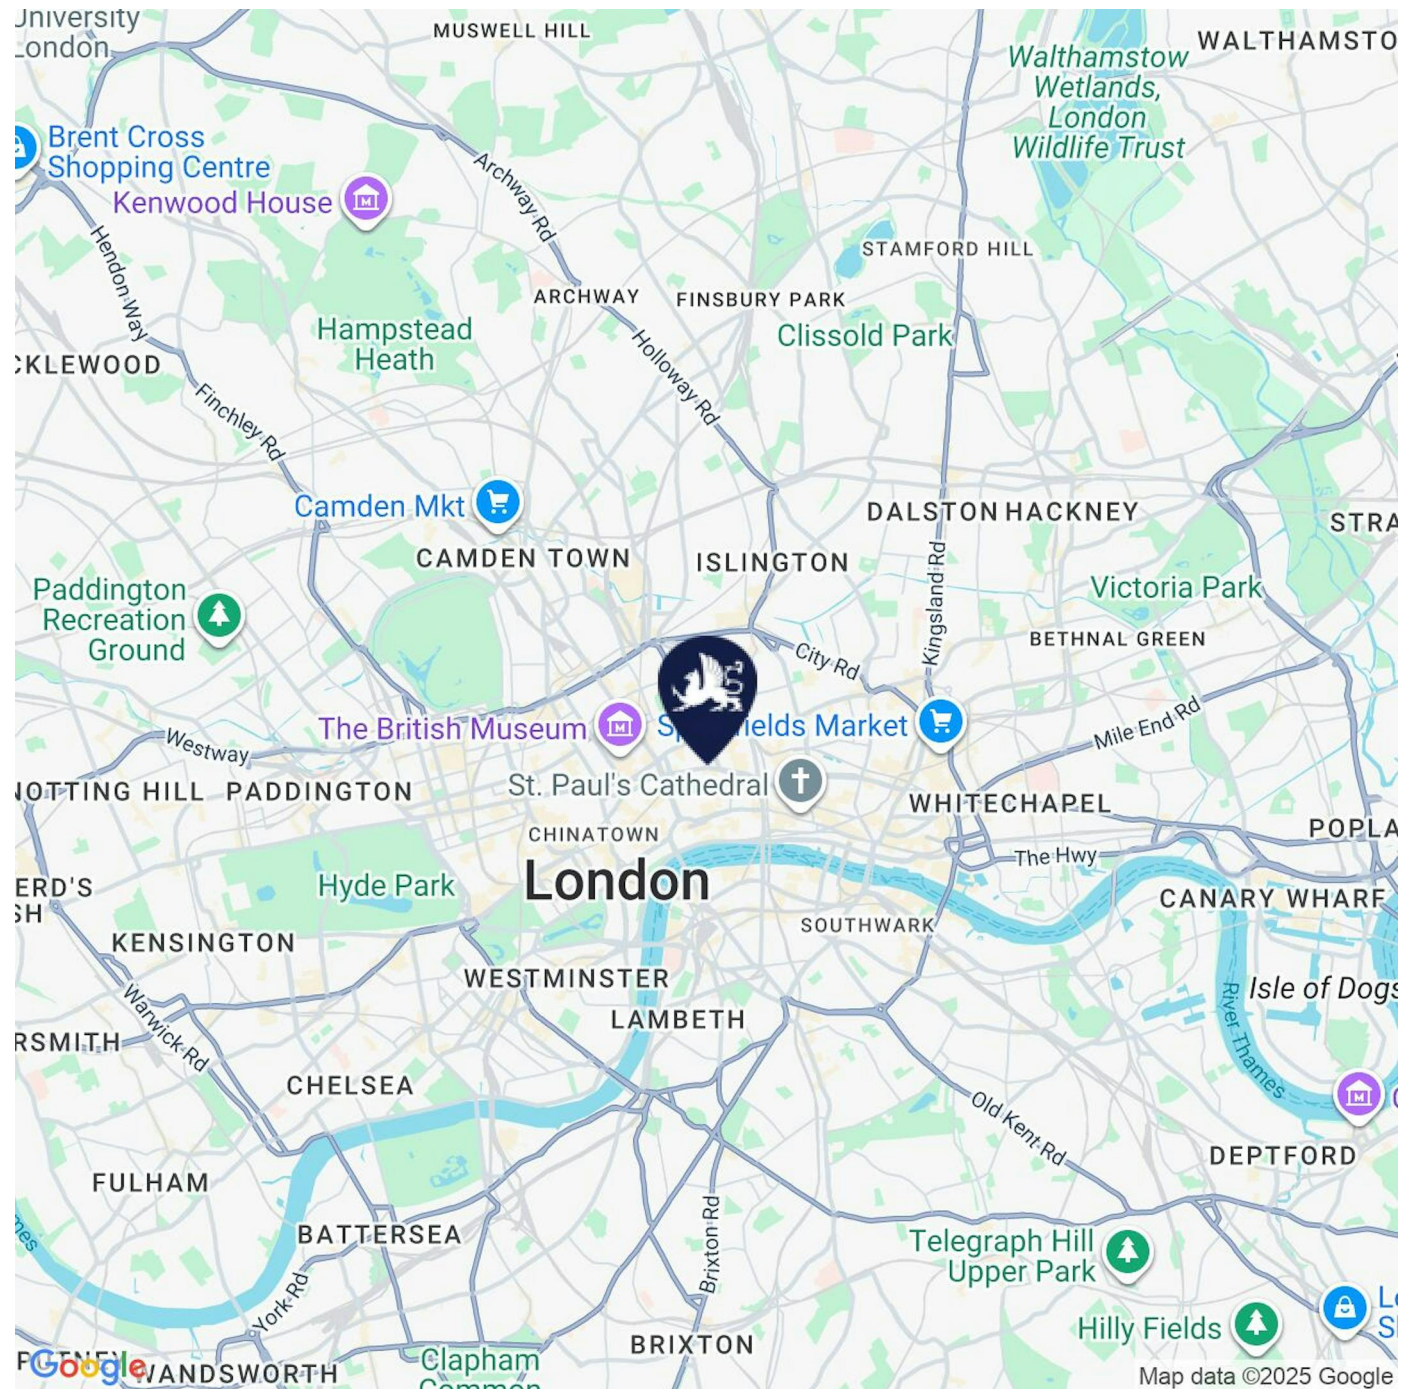 University
London
MUSWELL HILL
WALTHAMSTO
Walthamstow
Wetlands,
London
Wildlife Trust
Brent Cross
Shopping Centre
Kenwood House
Archway Rd
Hendon Way
STAMFORD HILL
ARCHWAY
FINSBURY PARK
Hampstead
Heath
Clissold Park
CKLEWOOD
Holloway Rd
Finchley Rd
Camden Mkt
DALSTON
HACKNEY
STRA
CAMDEN TOWN
ISLINGTON
Kingsland Rd
Paddington
Recreation
Ground
Victoria Park
BETHNAL GREEN
City Rd
The British Museum
ields Market
Mile End Rd
Westway
St. Paul's Cathedral
NOTTING HILL
PADDINGTON
WHITECHAPEL
CHINATOWN
POPLA
The Hwy
London
Hyde Park
ERD'S
SH
CANARY WHARF
SOUTHWARK
KENSINGTON
WESTMINSTER
Isle of Dogs
Warwick Rd
LAMBETH
River Thames
RSMITH
CHELSEA
Old Kent Rd
DEPTFORD
FULHAM
BATTERSEA
Brixton Rd
mes
Telegraph Hill
Upper Park
York Rd
Hilly Fields
BRIXTON
Google
WANDSWORTH
Clapham
Common
Map data ©2025 Google